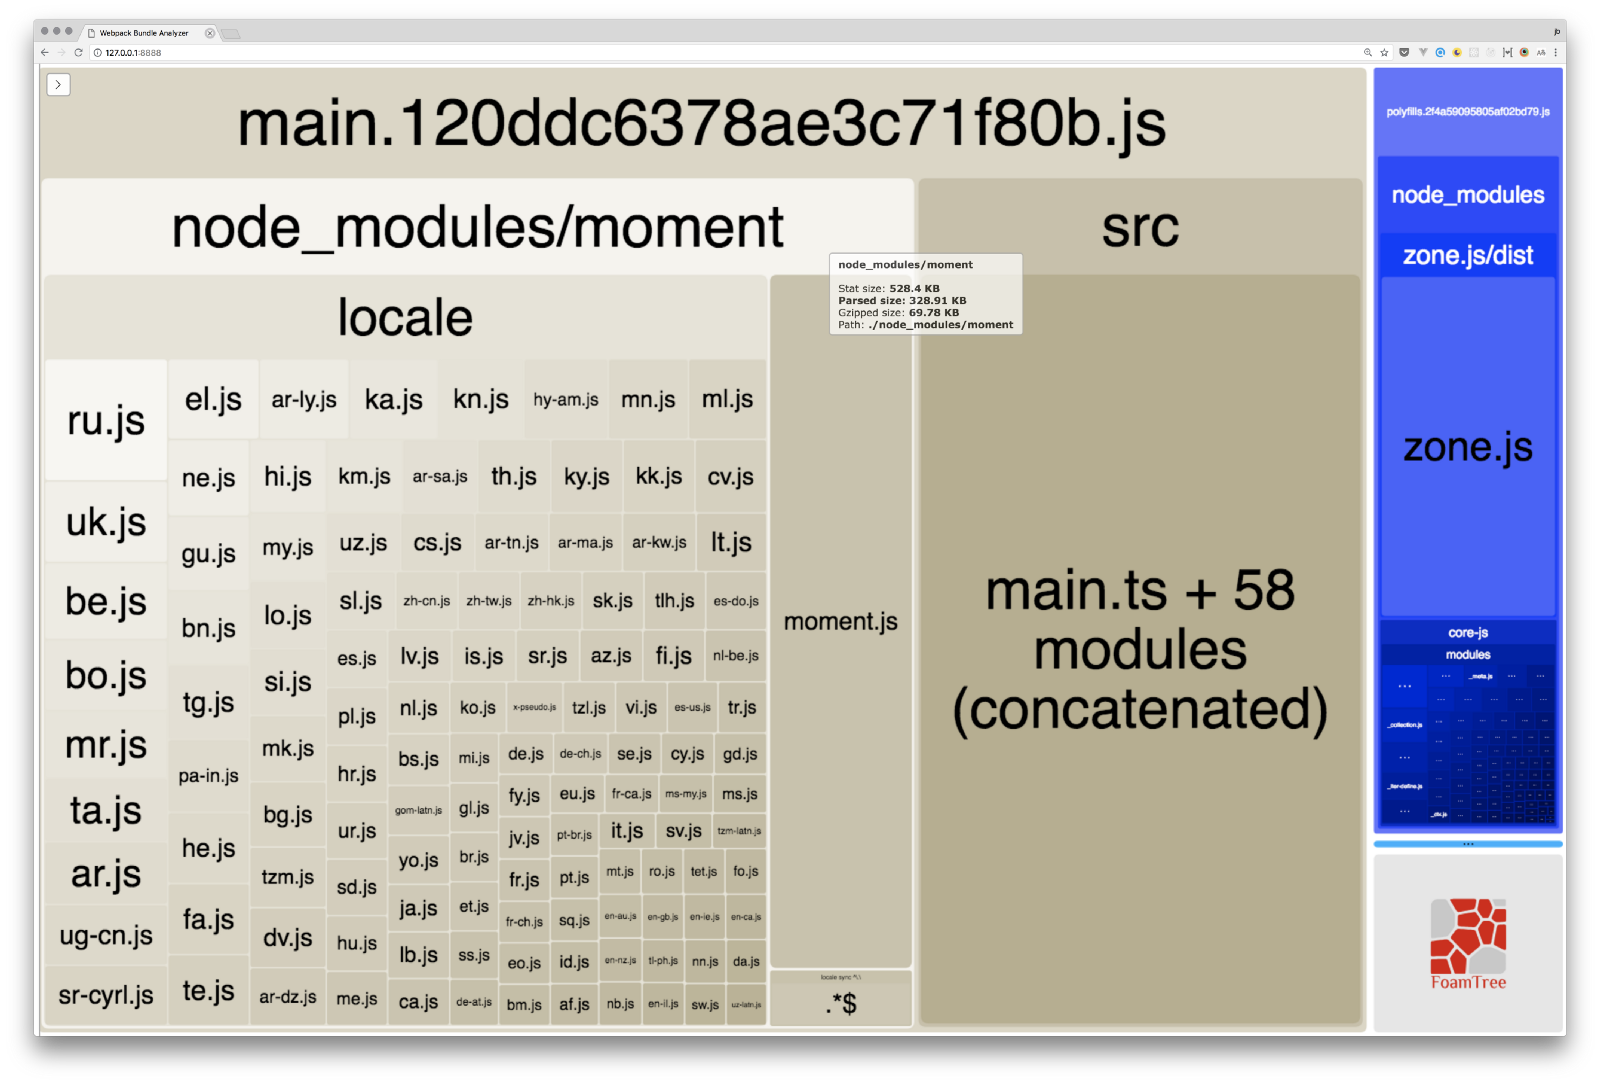 Webpack Bundle Analyzer
jb
127.0.0.1:8888
main.120ddc6378ae3c71f80b.js
node_modules/moment
src
node_modules/moment
Stat size: 528.4 KB
Parsed size: 328.91 KB
Gzipped size: 69.78 KB
Path: ./node_modules/moment
locale
ru.js
uk.js
be.js
bo.js
mr.js
ta.js
ar.js
ug-cn.js
sr-cyrl.js
el.js
ar-ly.js
ka.js
kn.js
hy-am.js
mn.js
ml.js
ne.js
hi.js
km.js
ar-sa.js
th.js
ky.js
kk.js
cv.js
gu.js
my.js
uz.js
cs.js
ar-tn.js
ar-ma.js
ar-kw.js
lt.js
bn.js
lo.js
sl.js
zh-cn.js
zh-tw.js
zh-hk.js
sk.js
tlh.js
es-do.js
tg.js
si.js
es.js
lv.js
is.js
sr.js
az.js
fi.js
nl-be.js
pa-in.js
mk.js
pl.js
nl.js
ko.js
x-pseudo.js
tzl.js
vi.js
es-us.js
tr.js
he.js
bg.js
hr.js
bs.js
mi.js
de.js
de-ch.js
se.js
cy.js
gd.js
fa.js
tzm.js
ur.js
gom-latn.js
gl.js
fy.js
eu.js
fr-ca.js
ms-my.js
ms.js
te.js
dv.js
sd.js
yo.js
br.js
jv.js
pt-br.js
it.js
sv.js
tzm-latn.js
ar-dz.js
hu.js
ja.js
et.js
fr.js
pt.js
mt.js
ro.js
tet.js
fo.js
me.js
lb.js
ss.js
fr-ch.js
sq.js
en-au.js
en-gb.js
en-ie.js
en-ca.js
ca.js
de-at.js
eo.js
id.js
en-nz.js
tl-ph.js
nn.js
da.js
bm.js
af.js
nb.js
en-il.js
sw.js
uz-latn.js
moment.js
locale sync ^\.\
.*$
main.ts + 58
modules
(concatenated)
polyfills.2f4a59095805af02bd79.js
node_modules
zone.js/dist
zone.js
core-js
modules
_meta.js
_collection.js
_iter-define.js
FoamTree